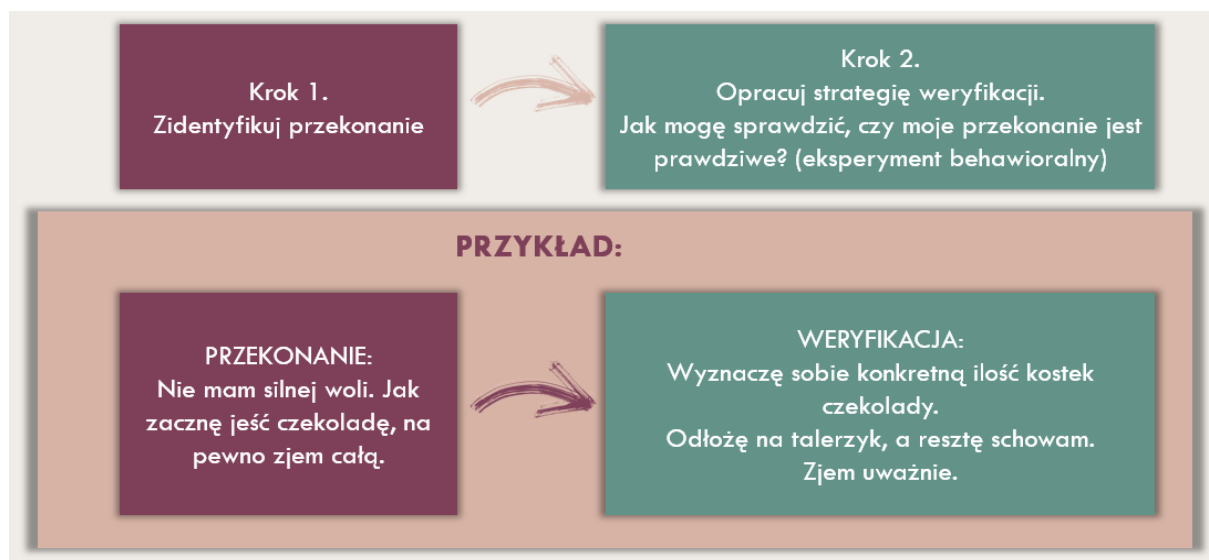 Krok 1.
Zidentyfikuj przekonanie
Krok 2.
Opracuj strategię weryfikacji.
Jak mogę sprawdzić, czy moje przekonanie jest
prawdziwe? (eksperyment behawioralny)
PRZYKŁAD:
PRZEKONANIE:
Nie mam silnej woli. Jak
zacznę jeść czekoladę, na
pewno zjem całą.
WERYFIKACJA:
Wyznaczę sobie konkretną ilość kostek
czekolady.
Odłożę na talerzyk, a resztę schowam.
Zjem uważnie.